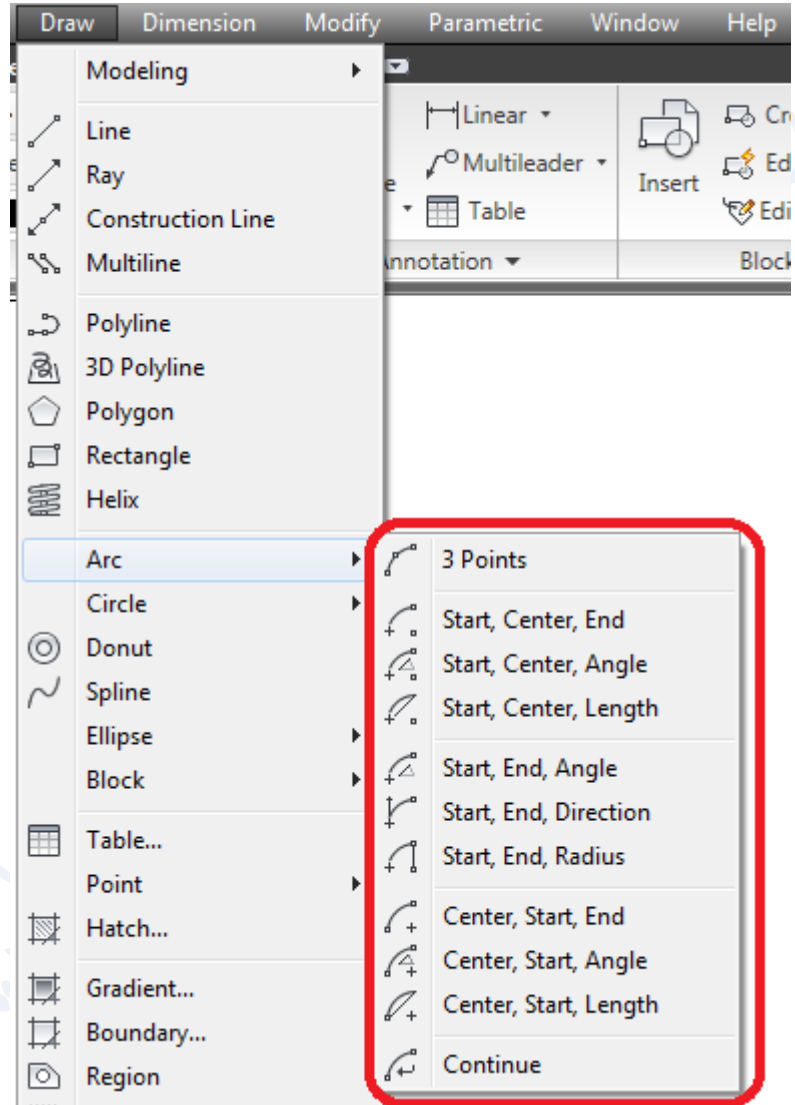 Draw Dimension Modify Parametric Window Help
Modeling
Line
Ray
Construction Line
Multiline
Polyline
3D Polyline
Polygon
Rectangle
Helix
Arc
Circle
Donut
Spline
Ellipse
Block
Table...
Point
Hatch...
Gradient...
Boundary...
Region
Linear
Multileader
Table
Insert
Edi
Block
3 Points
Start, Center, End
Start, Center, Angle
Start, Center, Length
Start, End, Angle
Start, End, Direction
Start, End, Radius
Center, Start, End
Center, Start, Angle
Center, Start, Length
Continue